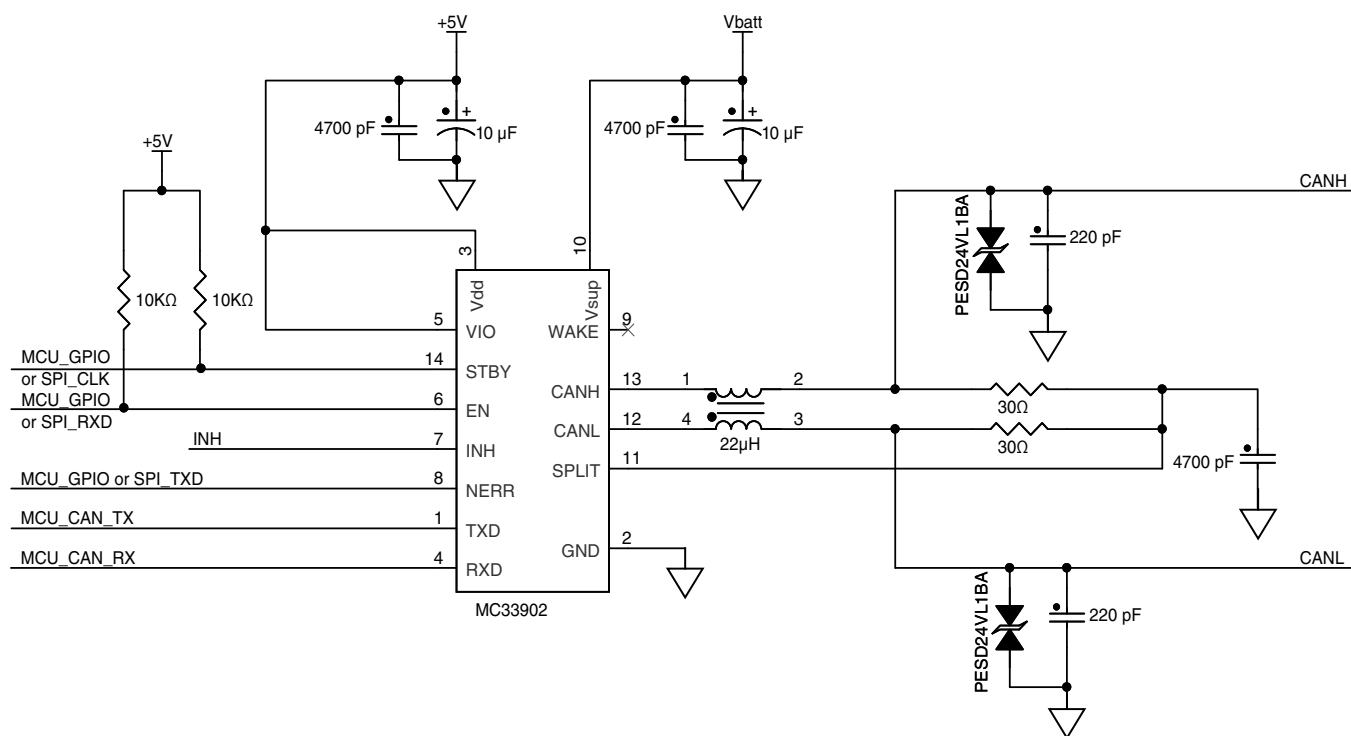 +5V
Vbatt
4700 pF
+
10 µF
4700 pF
+
10 µF
+5V
10KΩ
10KΩ
3
Vdd
10
Vsup
PESD24VL1BA
220 pF
CANH
5
VIO
WAKE
9
MCU_GPIO
or SPI_CLK
14
STBY
MCU_GPIO
or SPI_RXD
6
EN
INH
7
INH
MCU_GPIO or SPI_TXD
8
NERR
MCU_CAN_TX
1
TXD
MCU_CAN_RX
4
RXD
CANH
13
1
2
30Ω
CANL
12
4
3
22µH
30Ω
SPLIT
11
4700 pF
GND
2
MC33902
CANL
PESD24VL1BA
220 pF